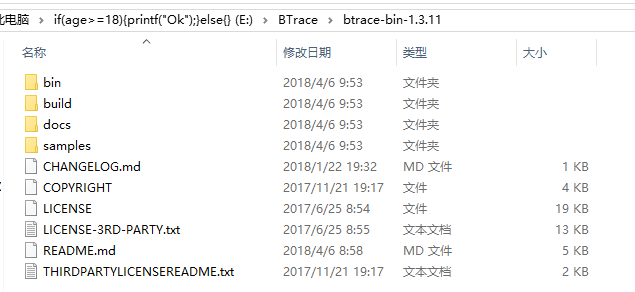 此电脑 if(age>=18){printf("Ok");}else{} (E:) BTrace btrace-bin-1.3.11
名称 修改日期 类型 大小
bin 2018/4/6 9:53 文件夹
build 2018/4/6 9:53 文件夹
docs 2018/4/6 9:53 文件夹
samples 2018/4/6 9:53 文件夹
CHANGELOG.md 2018/1/22 19:32 MD 文件 1 KB
COPYRIGHT 2017/11/21 19:17 文件 4 KB
LICENSE 2017/6/25 8:54 文件 19 KB
LICENSE-3RD-PARTY.txt 2017/6/25 8:55 文本文档 13 KB
README.md 2018/4/6 8:58 MD 文件 5 KB
THIRDPARTYLICENSEREADME.txt 2017/11/21 19:17 文本文档 2 KB